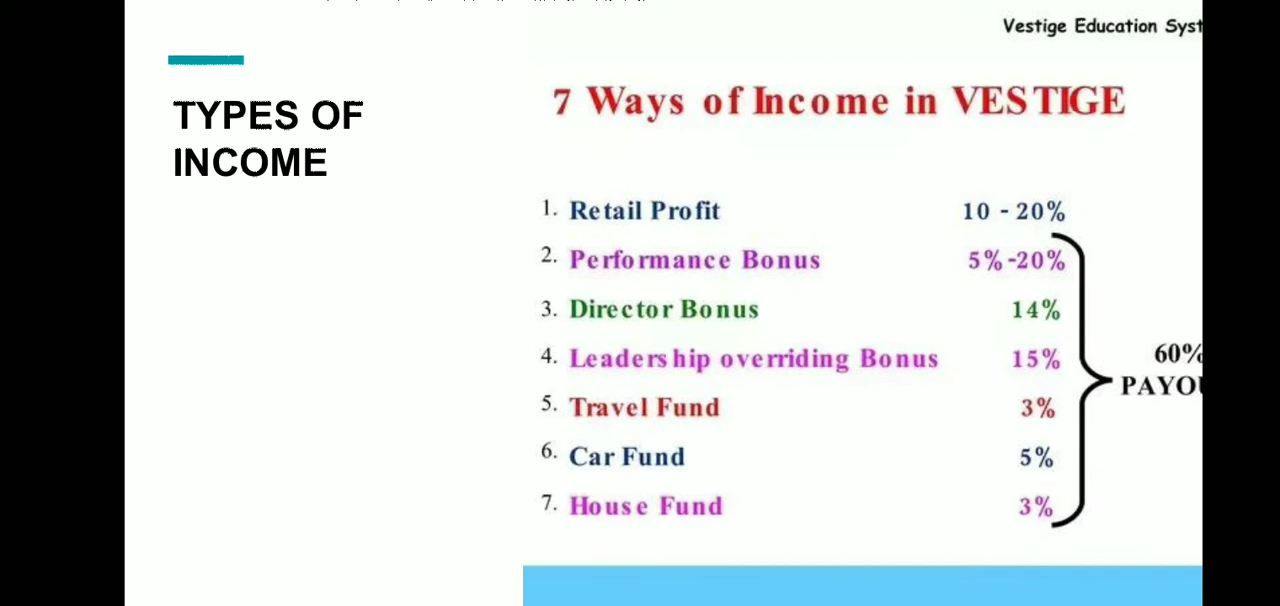 Vestige Education Syst
TYPES OF
INCOME
7 Ways of Income in VESTIGE
1. Retail Profit 10 - 20%
2. Performance Bonus 5%-20%
3. Director Bonus 14%
4. Leadership overriding Bonus 15%
5. Travel Fund 3%
6. Car Fund 5%
7. House Fund 3%
60%
PAYOU